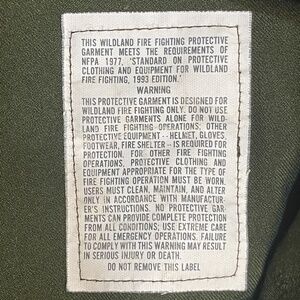 THIS WILDLAND FIRE FIGHTING PROTECTIVE
GARMENT MEETS THE REQUIREMENTS OF
NFPA 1977, 'STANDARD ON PROTECTIVE
CLOTHING AND EQUIPMENT FOR WILDLAND
FIRE FIGHTING, 1993 EDITION.'
WARNING
THIS PROTECTIVE GARMENT IS DESIGNED FOR
WILDLAND FIRE FIGHTING ONLY. DO NOT USE
PROTECTIVE GARMENTS ALONE FOR WILD-
LAND FIRE FIGHTING OPERATIONS; OTHER
PROTECTIVE EQUIPMENT - HELMET, GLOVES,
FOOTWEAR, FIRE SHELTER - IS REQUIRED FOR
PROTECTION. FOR OTHER FIRE FIGHTING
OPERATIONS, PROTECTIVE CLOTHING AND
EQUIPMENT APPROPRIATE FOR THE TYPE OF
FIRE FIGHTING OPERATION MUST BE WORN.
USERS MUST CLEAN, MAINTAIN, AND ALTER
ONLY IN ACCORDANCE WITH MANUFACTUR-
ER'S INSTRUCTIONS. NO PROTECTIVE GAR-
MENTS CAN PROVIDE COMPLETE PROTECTION
FROM ALL CONDITIONS; USE EXTREME CARE
FOR ALL EMERGENCY OPERATIONS. FAILURE
TO COMPLY WITH THIS WARNING MAY RESULT
IN SERIOUS INJURY OR DEATH.
DO NOT REMOVE THIS LABEL